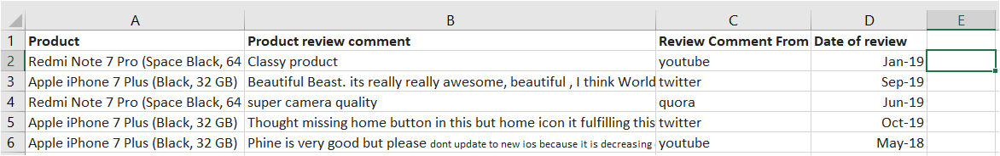 A B C D E
1 Product Product review comment Review Comment From Date of review
2 Redmi Note 7 Pro (Space Black, 64 Classy product youtube Jan-19
3 Apple iPhone 7 Plus (Black, 32 GB) Beautiful Beast. its really really awesome, beautiful , I think World twitter Sep-19
4 Redmi Note 7 Pro (Space Black, 64 super camera quality quora Jun-19
5 Apple iPhone 7 Plus (Black, 32 GB) Thought missing home button in this but home icon it fulfilling this twitter Oct-19
6 Apple iPhone 7 Plus (Black, 32 GB) Phine is very good but please dont update to new ios because it is decreasing youtube May-18